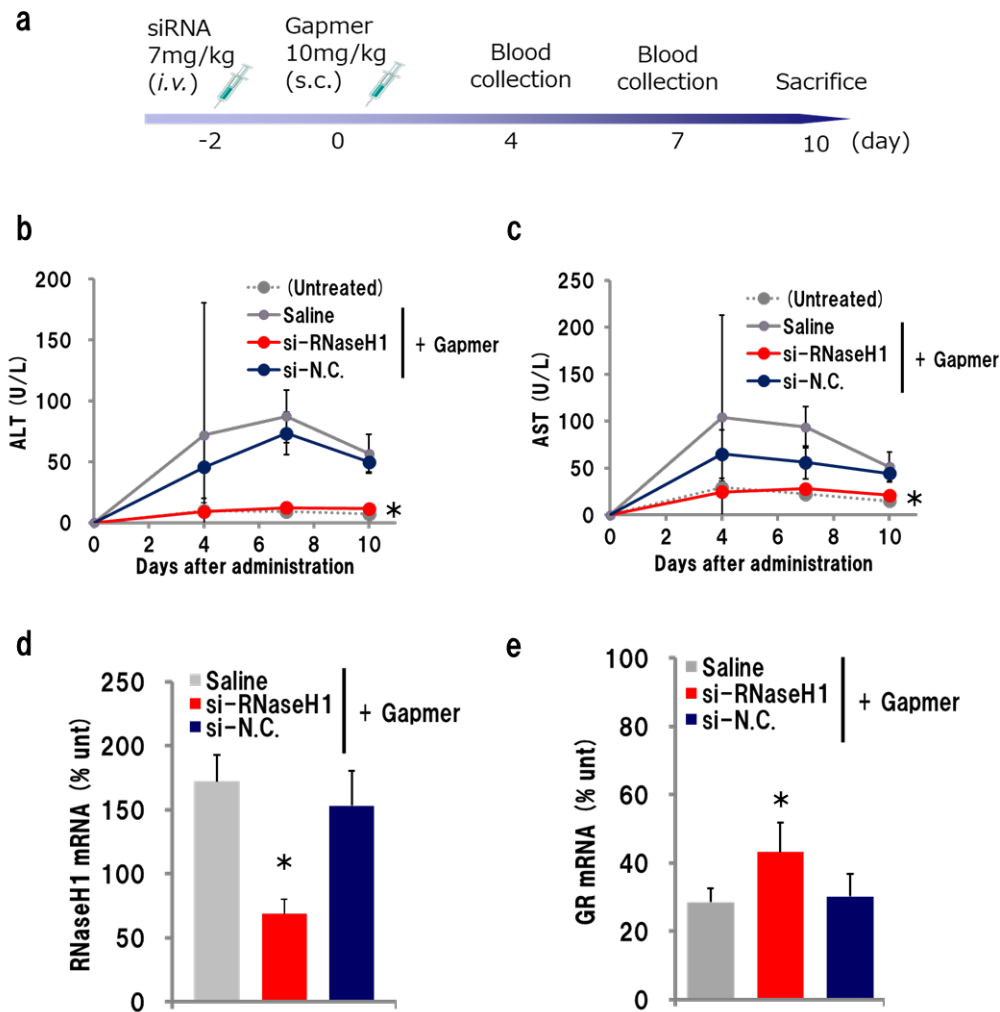 a
siRNA
7mg/kg
(i.v.)
Gapmer
10mg/kg
(s.c.)
Blood
collection
Blood
collection
Sacrifice
-2
0
4
7
10
(day)
b
ALT (U/L)
200
150
100
50
0
0
2
4
6
8
10
Days after administration
(Untreated)
Saline
si-RNaseH1
si-N.C.
+ Gapmer
*
c
AST (U/L)
250
200
150
100
50
0
0
2
4
6
8
10
Days after administration
(Untreated)
Saline
si-RNaseH1
si-N.C.
+ Gapmer
*
d
RNaseH1 mRNA (% unt)
250
200
150
100
50
0
Saline
si-RNaseH1
si-N.C.
+ Gapmer
*
e
GR mRNA (% unt)
100
80
60
40
20
0
Saline
si-RNaseH1
si-N.C.
+ Gapmer
*